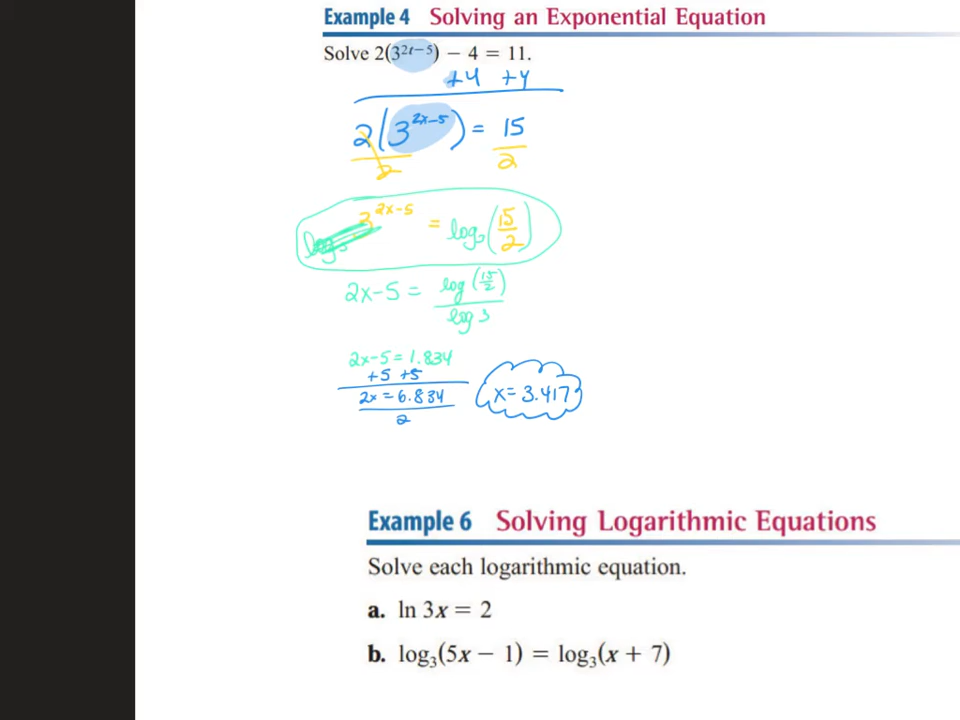 Example 4 Solving an Exponential Equation
Solve 2(3^{2t−5}) − 4 = 11.
+4 +4
2(3^{2x−5}) = 15
2 2
3^{2x−5} = log₃(15/2)
2x−5 = log(15/2)
log 3
2x−5 = 1.834
+5 +5
2x = 6.834 x = 3.417
2
Example 6 Solving Logarithmic Equations
Solve each logarithmic equation.
a. ln 3x = 2
b. log₃(5x − 1) = log₃(x + 7)